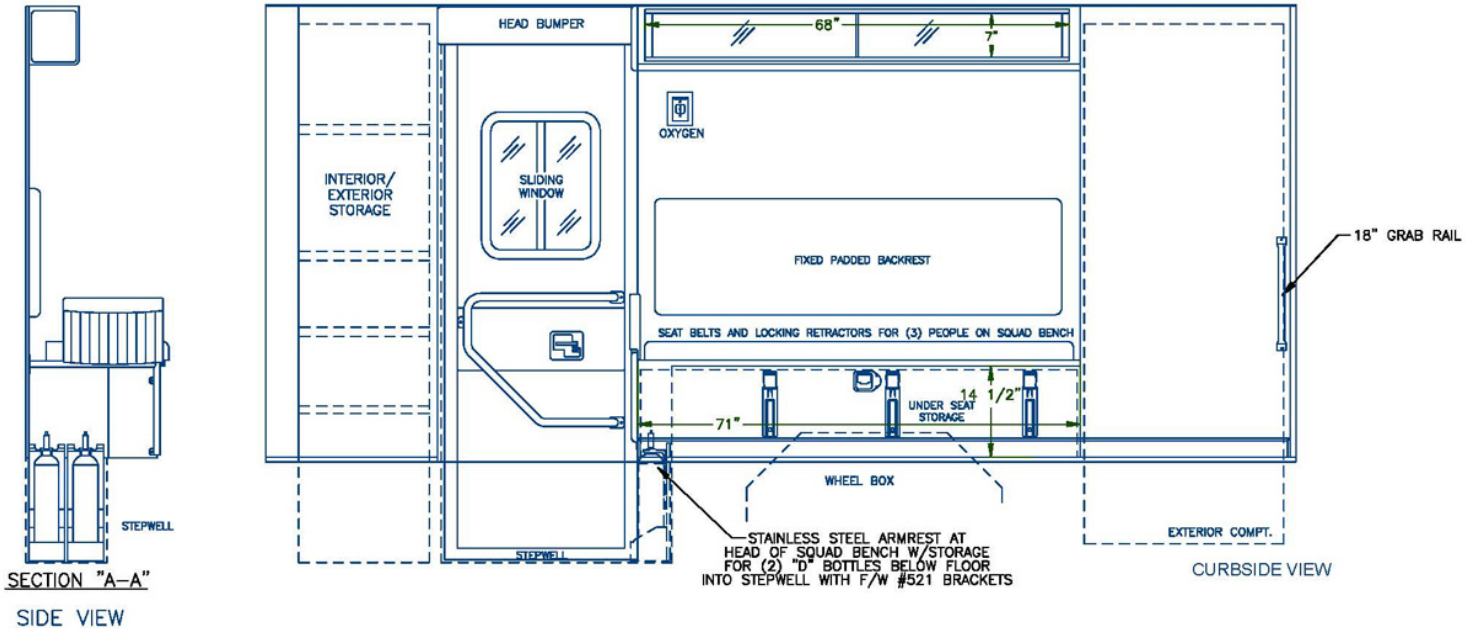 HEAD BUMPER
68"
7"
OXYGEN
INTERIOR/
EXTERIOR
STORAGE
SLIDING
WINDOW
18" GRAB RAIL
FIXED PADDED BACKREST
SEAT BELTS AND LOCKING RETRACTORS FOR (3) PEOPLE ON SQUAD BENCH
14 1/2"
UNDER SEAT
STORAGE
71"
WHEEL BOX
STEPWELL
STEPWELL
EXTERIOR COMPT.
STAINLESS STEEL ARMREST AT
HEAD OF SQUAD BENCH W/STORAGE
FOR (2) "D" BOTTLES BELOW FLOOR
INTO STEPWELL WITH F/W #521 BRACKETS
SECTION "A-A"
SIDE VIEW
CURBSIDE VIEW